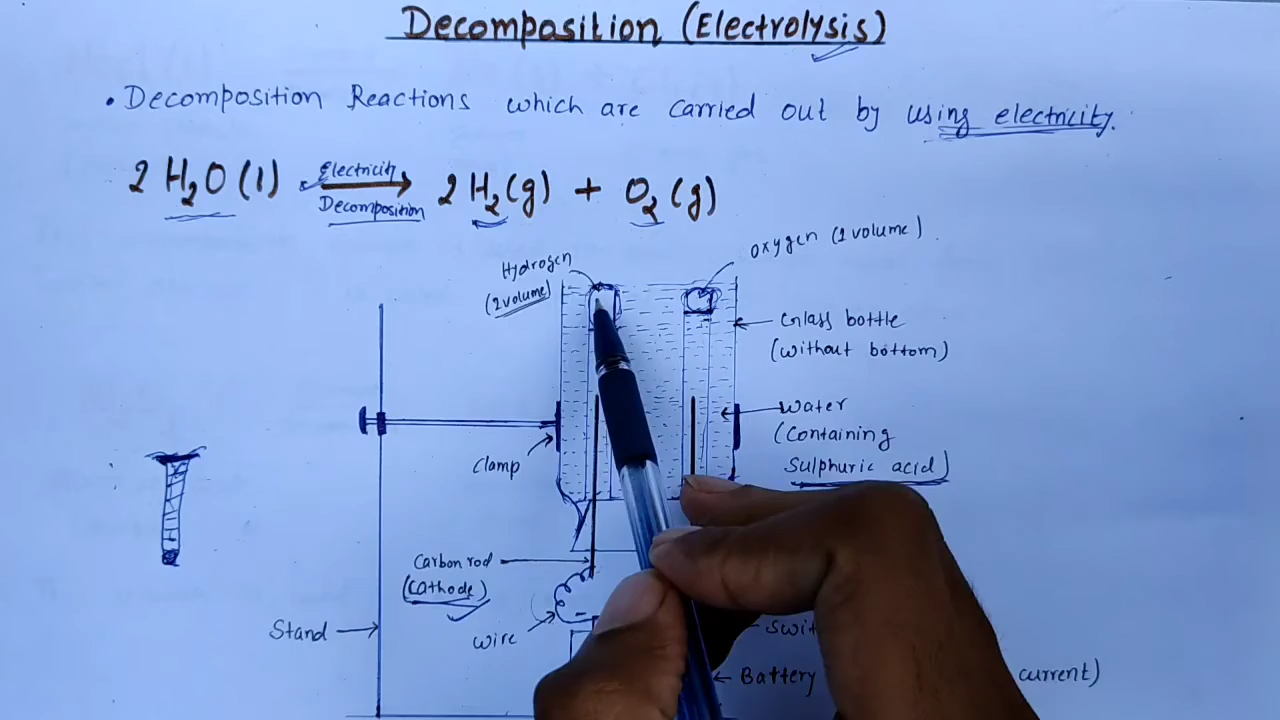 Decomposition (Electrolysis)
• Decomposition Reactions which are carried out by using electricity.
2 H₂O (l) Electricity Decomposition 2 H₂ (g) + O₂ (g)
Hydrogen
(2 volume)
Oxygen (1 volume)
Glass bottle
(without bottom)
Water
(Containing
Sulphuric acid)
Clamp
Carbon rod
(Cathode)
Wire
-
Stand
Battery
current)